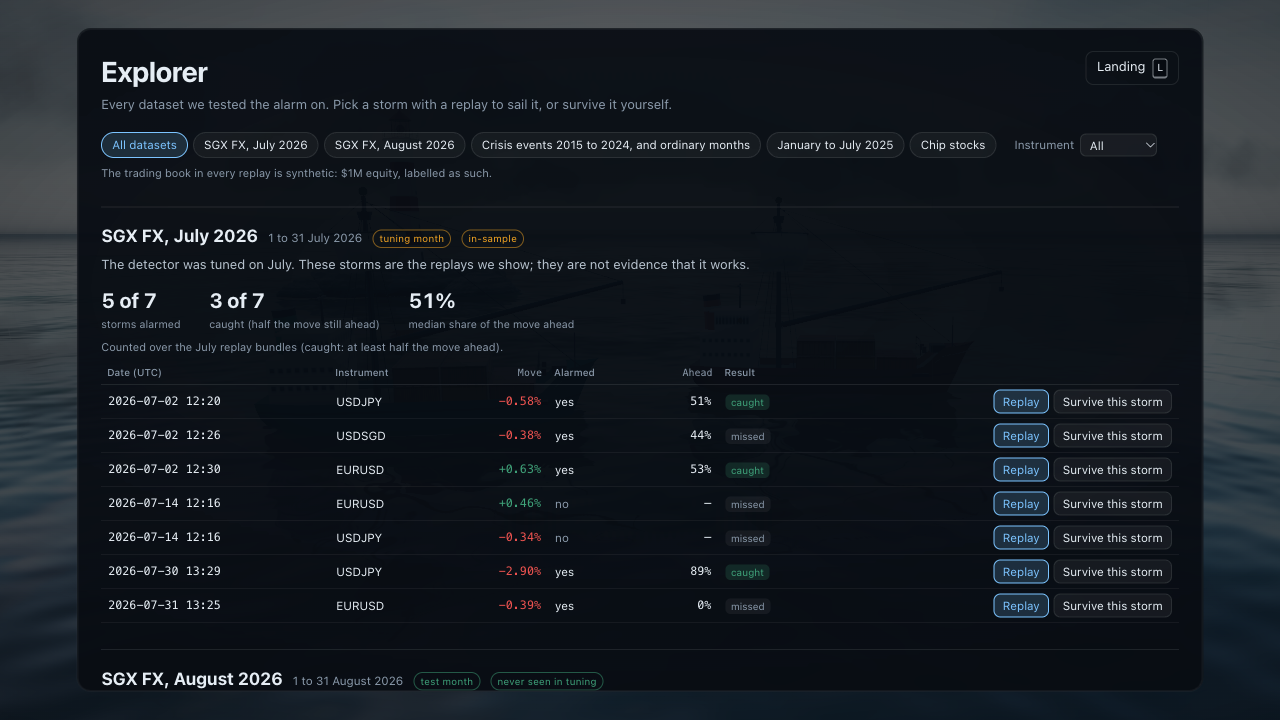 Explorer
Landing L
Every dataset we tested the alarm on. Pick a storm with a replay to sail it, or survive it yourself.
All datasets SGX FX, July 2026 SGX FX, August 2026 Crisis events 2015 to 2024, and ordinary months January to July 2025 Chip stocks Instrument All
The trading book in every replay is synthetic: $1M equity, labelled as such.
SGX FX, July 2026 1 to 31 July 2026 tuning month in-sample
The detector was tuned on July. These storms are the replays we show; they are not evidence that it works.
5 of 7 3 of 7 51%
storms alarmed caught (half the move still ahead) median share of the move ahead
Counted over the July replay bundles (caught: at least half the move ahead).
Date (UTC) Instrument Move Alarmed Ahead Result
2026-07-02 12:20 USDJPY −0.58% yes 51% caught Replay Survive this storm
2026-07-02 12:26 USDSGD −0.38% yes 44% missed Replay Survive this storm
2026-07-02 12:30 EURUSD +0.63% yes 53% caught Replay Survive this storm
2026-07-14 12:16 EURUSD +0.46% no – missed Replay Survive this storm
2026-07-14 12:16 USDJPY −0.34% no – missed Replay Survive this storm
2026-07-30 13:29 USDJPY −2.90% yes 89% caught Replay Survive this storm
2026-07-31 13:25 EURUSD −0.39% yes 0% missed Replay Survive this storm
SGX FX, August 2026 1 to 31 August 2026 test month never seen in tuning